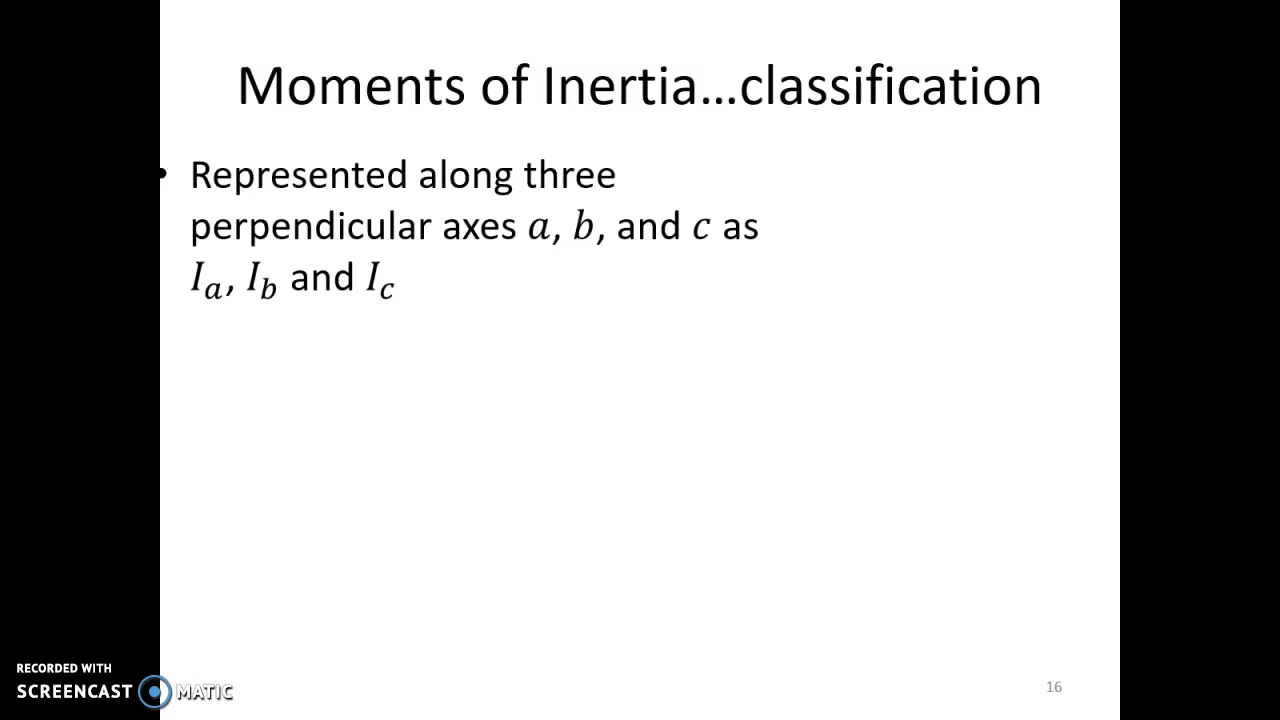 Moments of Inertia…classification
• Represented along three
perpendicular axes 𝑎, 𝑏, and 𝑐 as
𝐼ₐ, 𝐼_b and 𝐼_c
RECORDED WITH
SCREENCAST MATIC
16